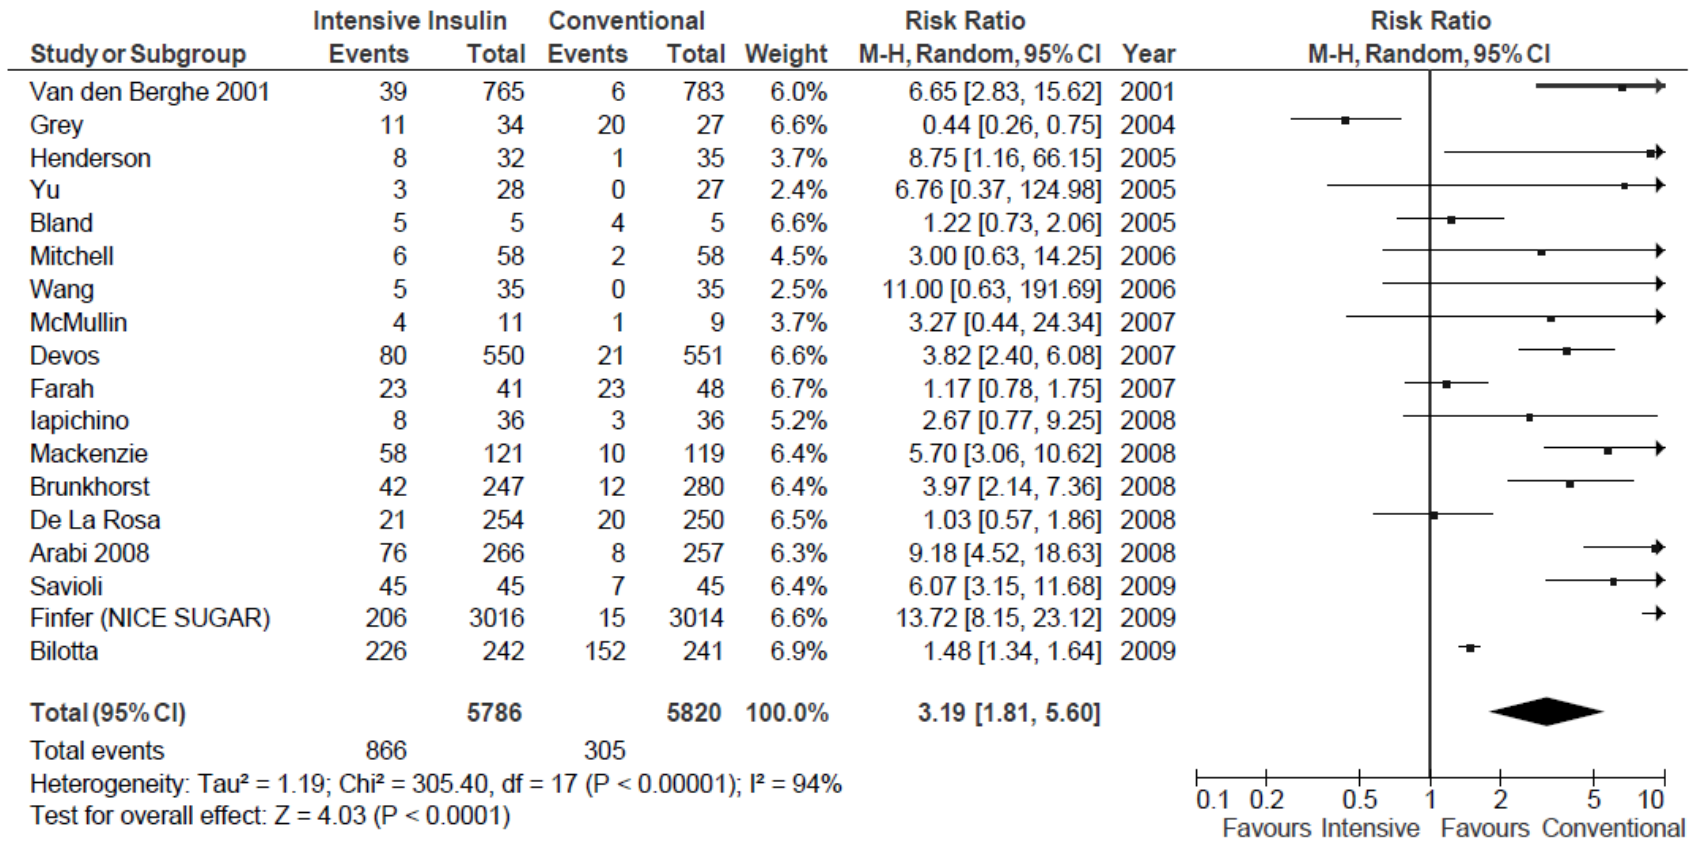 Intensive Insulin Conventional Risk Ratio Risk Ratio
Study or Subgroup Events Total Events Total Weight M-H, Random, 95% CI Year M-H, Random, 95% CI
Van den Berghe 2001 39 765 6 783 6.0% 6.65 [2.83, 15.62] 2001
Grey 11 34 20 27 6.6% 0.44 [0.26, 0.75] 2004
Henderson 8 32 1 35 3.7% 8.75 [1.16, 66.15] 2005
Yu 3 28 0 27 2.4% 6.76 [0.37, 124.98] 2005
Bland 5 5 4 5 6.6% 1.22 [0.73, 2.06] 2005
Mitchell 6 58 2 58 4.5% 3.00 [0.63, 14.25] 2006
Wang 5 35 0 35 2.5% 11.00 [0.63, 191.69] 2006
McMullin 4 11 1 9 3.7% 3.27 [0.44, 24.34] 2007
Devos 80 550 21 551 6.6% 3.82 [2.40, 6.08] 2007
Farah 23 41 23 48 6.7% 1.17 [0.78, 1.75] 2007
Iapichino 8 36 3 36 5.2% 2.67 [0.77, 9.25] 2008
Mackenzie 58 121 10 119 6.4% 5.70 [3.06, 10.62] 2008
Brunkhorst 42 247 12 280 6.4% 3.97 [2.14, 7.36] 2008
De La Rosa 21 254 20 250 6.5% 1.03 [0.57, 1.86] 2008
Arabi 2008 76 266 8 257 6.3% 9.18 [4.52, 18.63] 2008
Savioli 45 45 7 45 6.4% 6.07 [3.15, 11.68] 2009
Finfer (NICE SUGAR) 206 3016 15 3014 6.6% 13.72 [8.15, 23.12] 2009
Bilotta 226 242 152 241 6.9% 1.48 [1.34, 1.64] 2009
Total (95% CI) 5786 5820 100.0% 3.19 [1.81, 5.60]
Total events 866 305
Heterogeneity: Tau² = 1.19; Chi² = 305.40, df = 17 (P < 0.00001); I² = 94%
Test for overall effect: Z = 4.03 (P < 0.0001)
0.1 0.2 0.5 1 2 5 10
Favours Intensive Favours Conventional